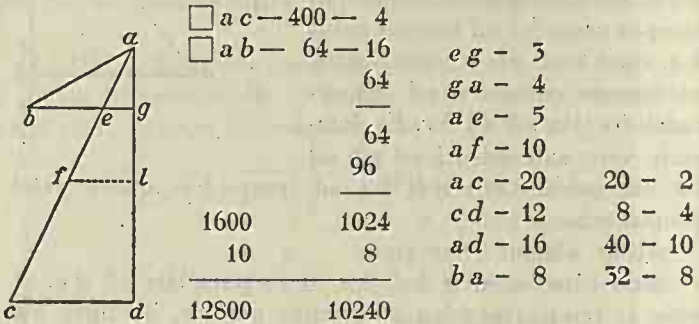 a
b e g
f l
c d
□ a c — 400 — 4
□ a b — 64 — 16
64
64
96
1600 1024
10 8
12800 10240
e g - 3
g a - 4
a e - 5
a f - 10
a c - 20 20 - 2
c d - 12 8 - 4
a d - 16 40 - 10
b a - 8 32 - 8